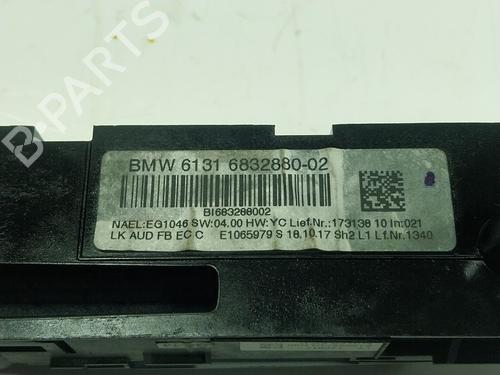 B-PARTS
BMW 6131 6832880-02
BI683288002
NAEL:EG1046 SW:04.00 HW:YC Lief.Nr.:173138 10 In:021
LK AUD FB EC C E1065979 S 18.10.17 Sh2 L1 Lf.Nr.1340